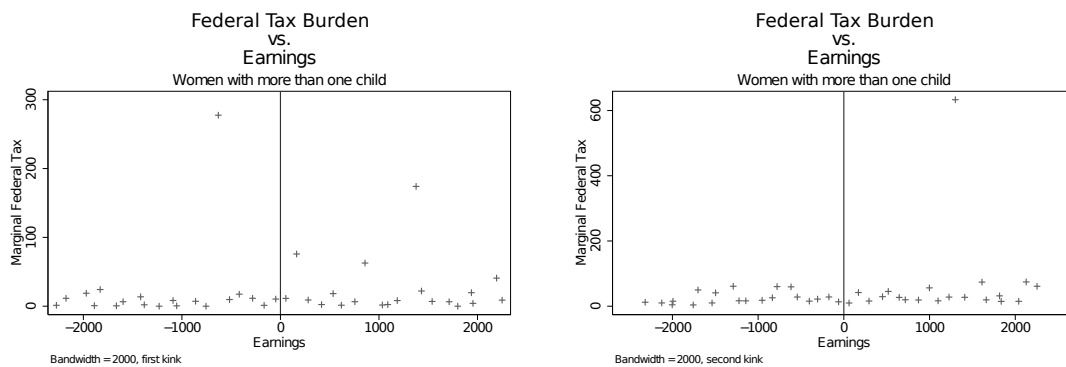 Federal Tax Burden
vs.
Earnings
Women with more than one child
Marginal Federal Tax
300
200
100
0
−2000
−1000
0
1000
2000
Earnings
Bandwidth = 2000, first kink
Federal Tax Burden
vs.
Earnings
Women with more than one child
Marginal Federal Tax
600
400
200
0
−2000
−1000
0
1000
2000
Earnings
Bandwidth = 2000, second kink